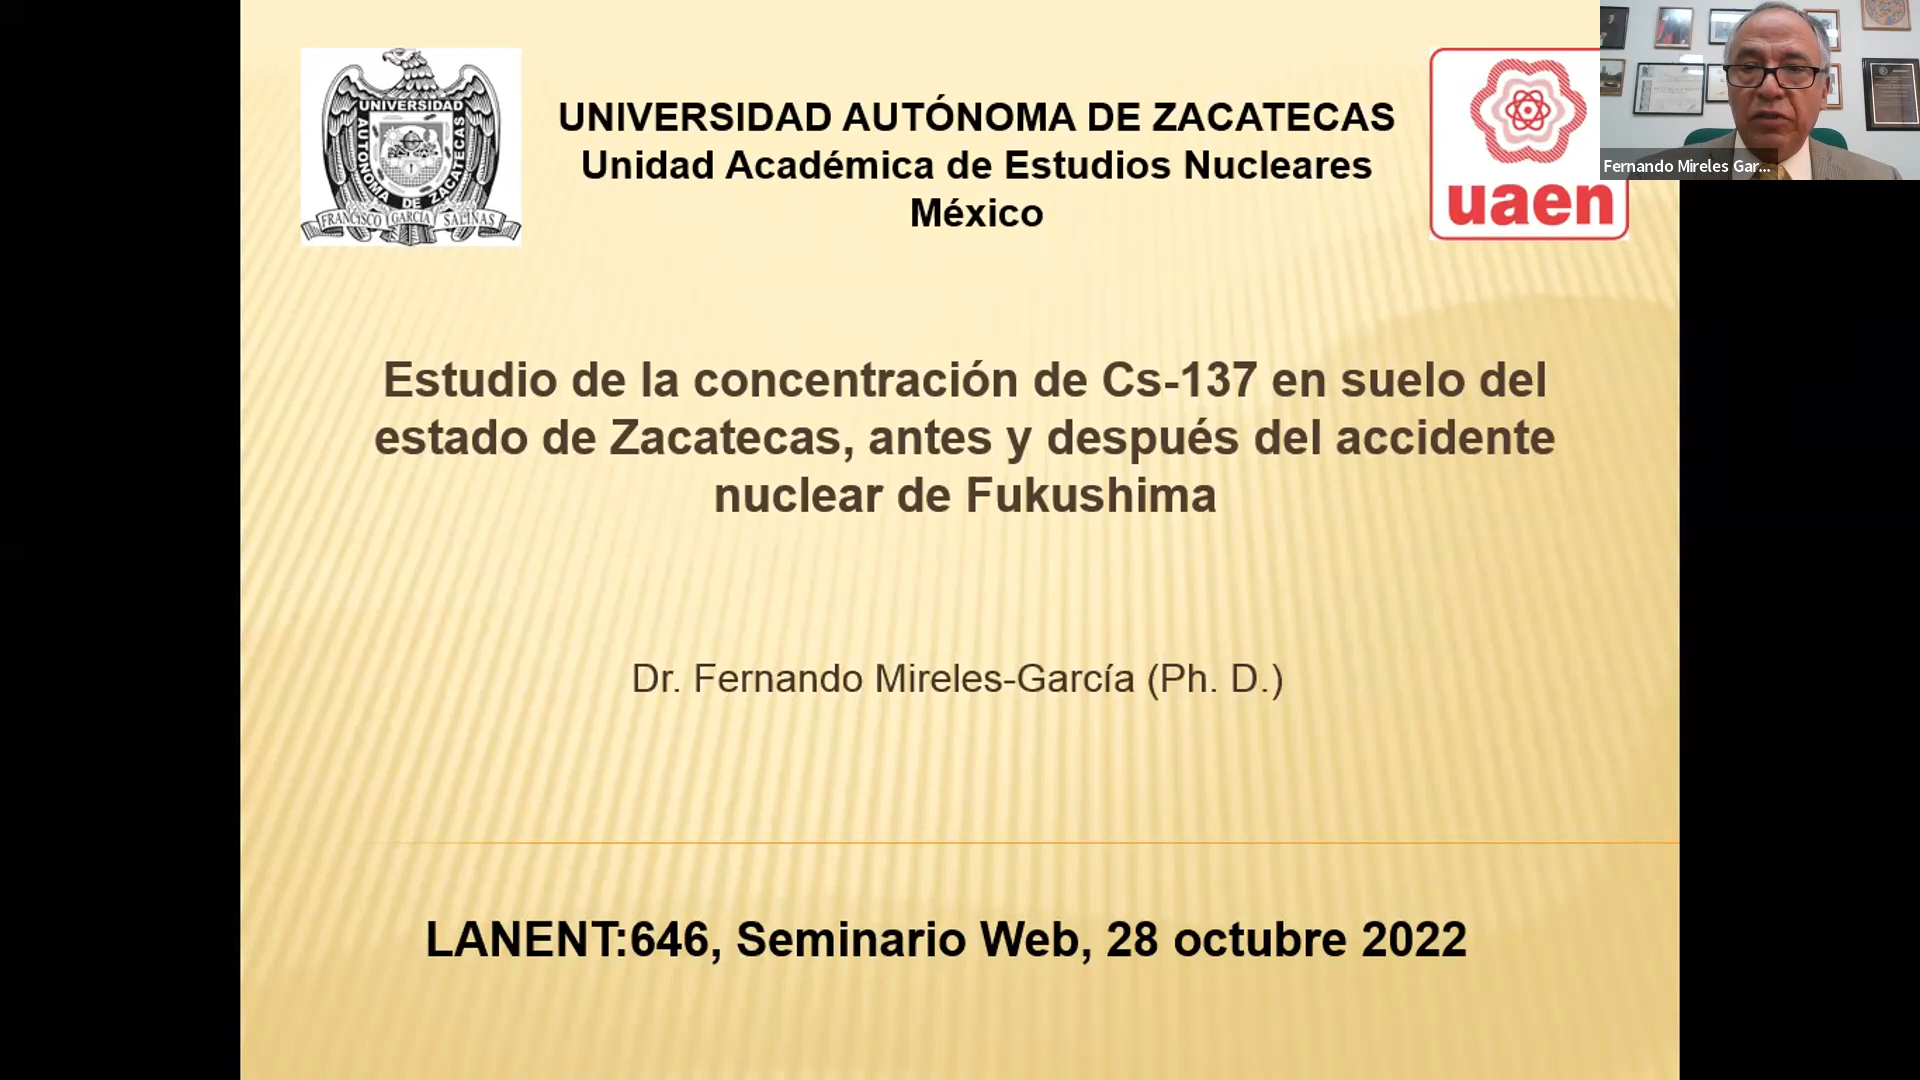 UNIVERSIDAD
AUTÓNOMA DE ZACATECAS
FRANCISCO GARCÍA SALINAS
UNIVERSIDAD AUTÓNOMA DE ZACATECAS
Unidad Académica de Estudios Nucleares
México
uaen
Fernando Mireles Gar...
Estudio de la concentración de Cs-137 en suelo del
estado de Zacatecas, antes y después del accidente
nuclear de Fukushima
Dr. Fernando Mireles-García (Ph. D.)
LANENT:646, Seminario Web, 28 octubre 2022